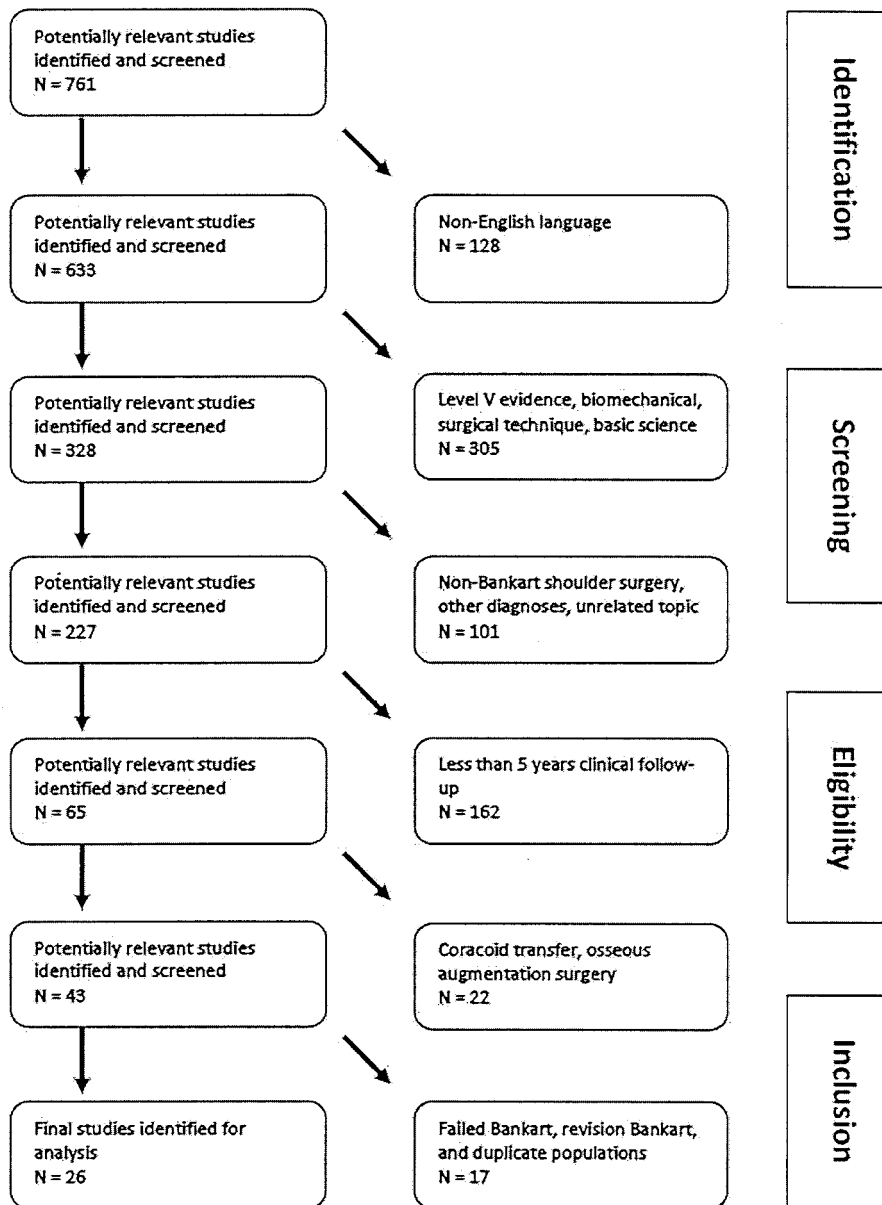 Potentially relevant studies
identified and screened
N = 761
Identification
Potentially relevant studies
identified and screened
N = 633
Non-English language
N = 128
Potentially relevant studies
identified and screened
N = 328
Level V evidence, biomechanical,
surgical technique, basic science
N = 305
Screening
Potentially relevant studies
identified and screened
N = 227
Non-Bankart shoulder surgery,
other diagnoses, unrelated topic
N = 101
Potentially relevant studies
identified and screened
N = 65
Less than 5 years clinical follow-
up
N = 162
Eligibility
Potentially relevant studies
identified and screened
N = 43
Coracoid transfer, osseous
augmentation surgery
N = 22
Final studies identified for
analysis
N = 26
Failed Bankart, revision Bankart,
and duplicate populations
N = 17
Inclusion